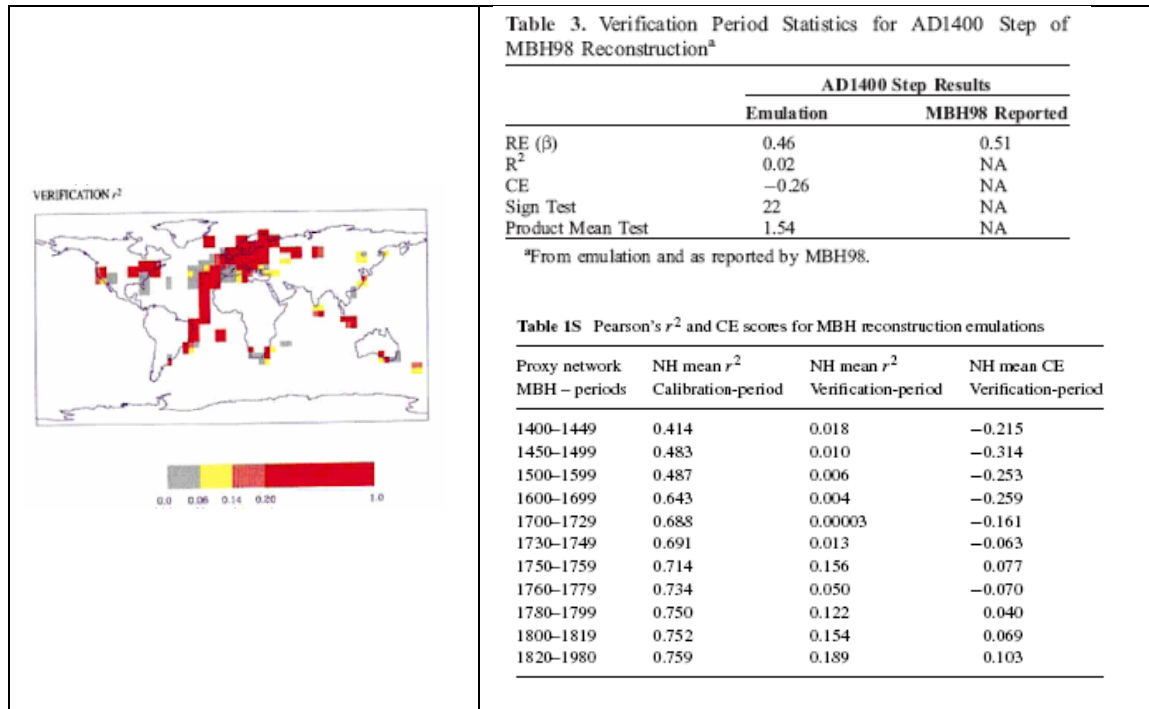 VERIFICATION r²
0.0 0.06 0.14 0.20 1.0
Table 3. Verification Period Statistics for AD1400 Step of
MBH98 Reconstructionᵃ
AD1400 Step Results
Emulation MBH98 Reported
RE (β) 0.46 0.51
R² 0.02 NA
CE −0.26 NA
Sign Test 22 NA
Product Mean Test 1.54 NA
ᵃFrom emulation and as reported by MBH98.
Table 1S Pearson's r² and CE scores for MBH reconstruction emulations
Proxy network NH mean r² NH mean r² NH mean CE
MBH – periods Calibration-period Verification-period Verification-period
1400–1449 0.414 0.018 −0.215
1450–1499 0.483 0.010 −0.314
1500–1599 0.487 0.006 −0.253
1600–1699 0.643 0.004 −0.259
1700–1729 0.688 0.00003 −0.161
1730–1749 0.691 0.013 −0.063
1750–1759 0.714 0.156 0.077
1760–1779 0.734 0.050 −0.070
1780–1799 0.750 0.122 0.040
1800–1819 0.752 0.154 0.069
1820–1980 0.759 0.189 0.103